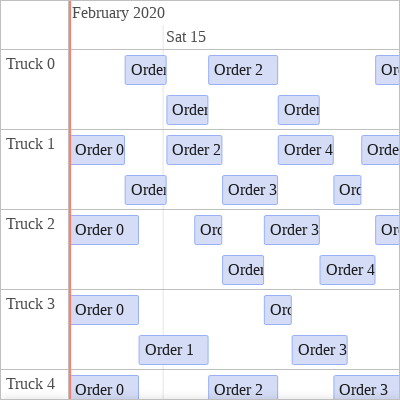 February 2020
Sat 15
Truck 0
Order
Order 2
Or
Order
Order
Truck 1
Order 0
Order 2
Order 4
Orde
Order
Order 3
Orc
Truck 2
Order 0
Orc
Order 3
Or
Order
Order 4
Truck 3
Order 0
Orc
Order 1
Order 3
Truck 4
Order 0
Order 2
Order 3